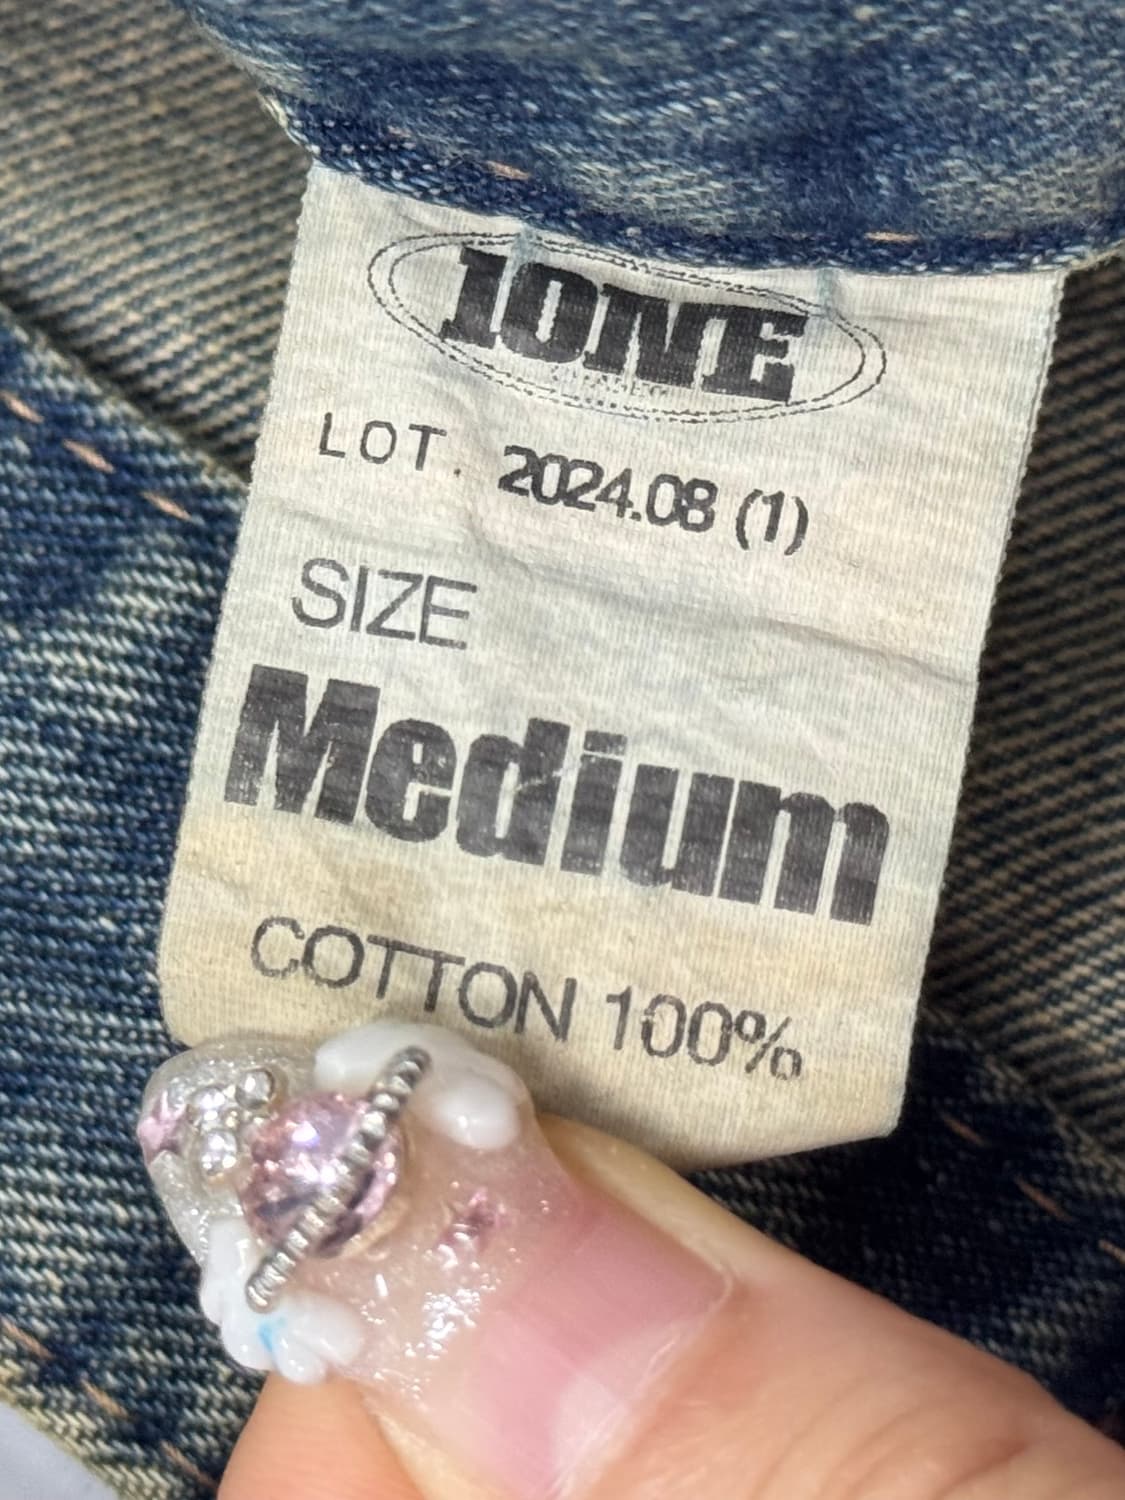 1ONE
LOT. 2024.08 (1)
SIZE
Medium
COTTON 100%